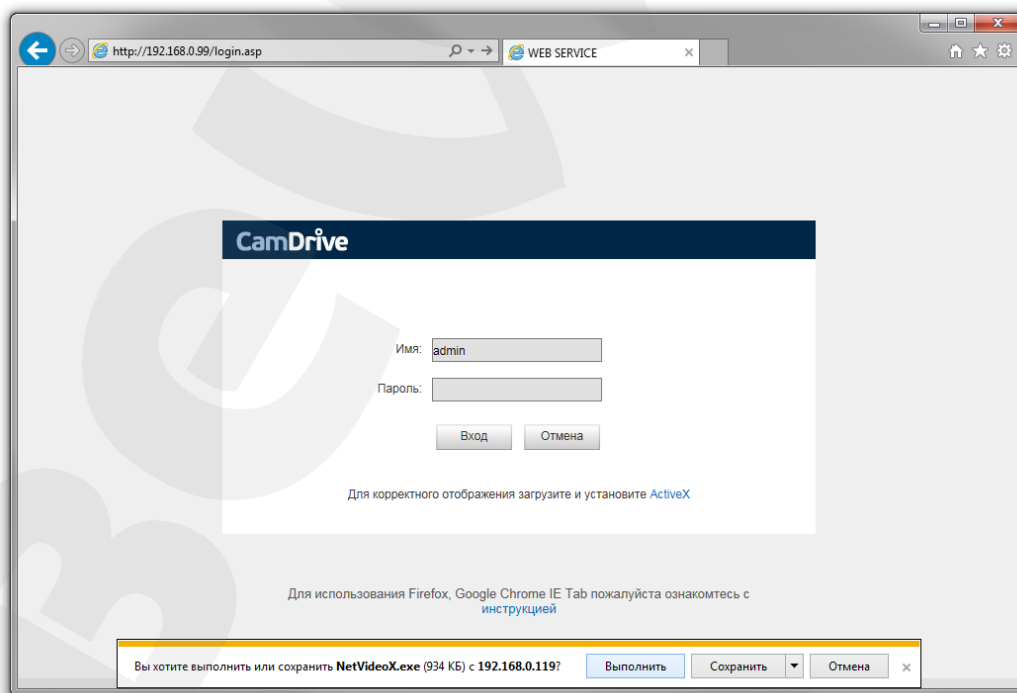 http://192.168.0.99/login.asp
WEB SERVICE
CamDrive
Имя: admin
Пароль:
Вход Отмена
Для корректного отображения загрузите и установите ActiveX
Для использования Firefox, Google Chrome IE Tab пожалуйста ознакомтесь с
инструкцией
Вы хотите выполнить или сохранить NetVideoX.exe (934 КБ) с 192.168.0.119? Выполнить Сохранить Отмена